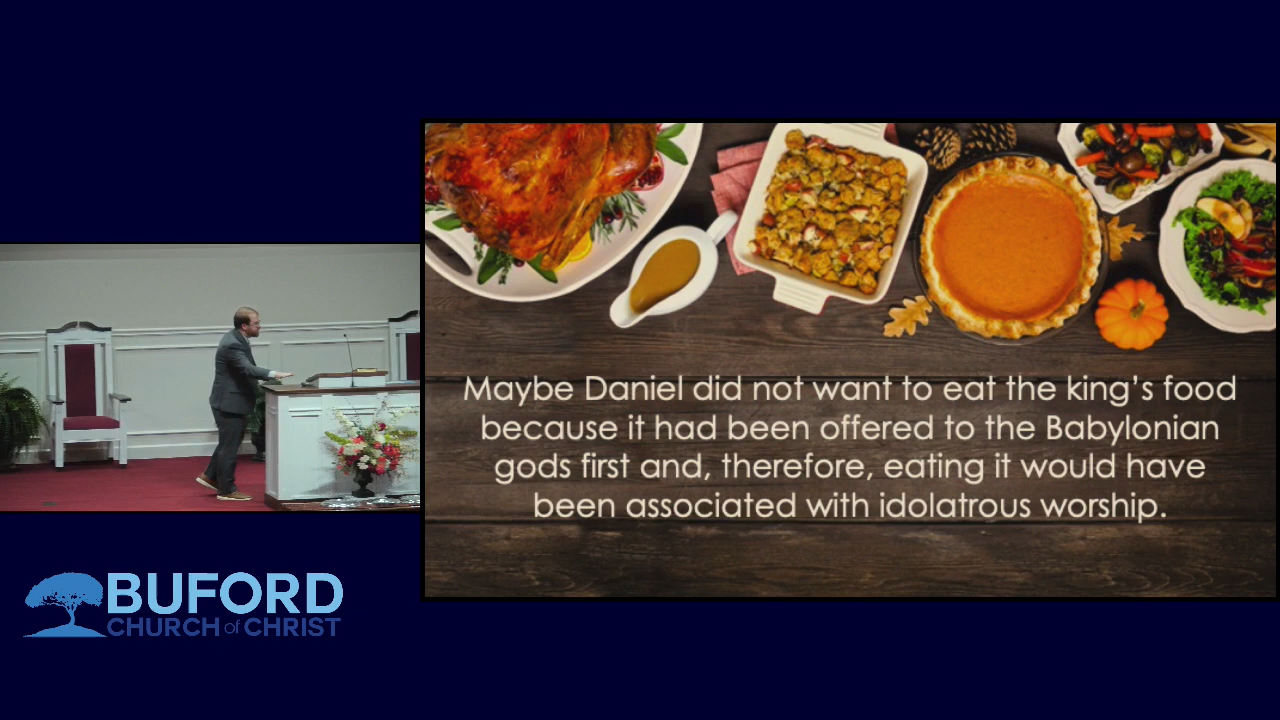 Maybe Daniel did not want to eat the king's food
because it had been offered to the Babylonian
gods first and, therefore, eating it would have
been associated with idolatrous worship.
BUFORD
CHURCH of CHRIST